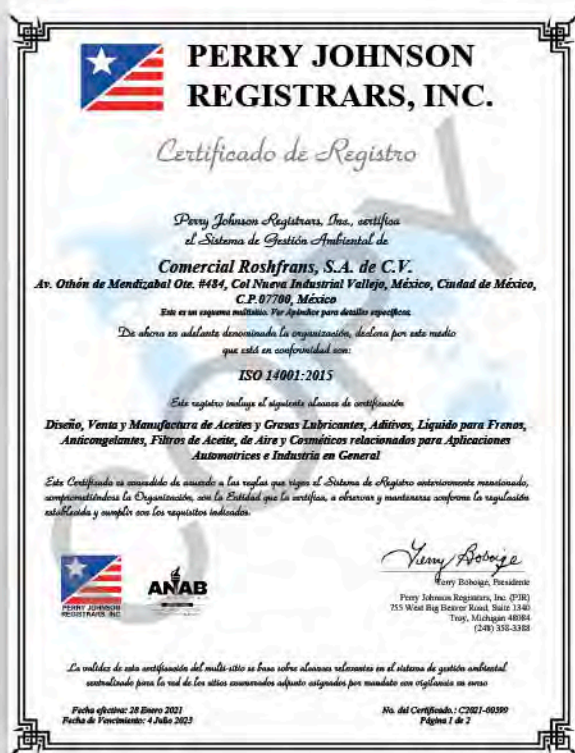 PERRY JOHNSON
REGISTRARS, INC.
Certificado de Registro
Perry Johnson Registrars, Inc., certifica
el Sistema de Gestión Ambiental de
Comercial Roshfrans, S.A. de C.V.
Av. Othón de Mendizabal Ote. #484, Col Nueva Industrial Vallejo, México, Ciudad de México,
C.P.07700, México
Este es un esquema multisitio. Ver Apéndice para detalles específicos.
De ahora en adelante denominada la organización, declara por este medio
que está en conformidad con:
ISO 14001:2015
Este registro incluye el siguiente alcance de certificación
Diseño, Venta y Manufactura de Aceites y Grasas Lubricantes, Aditivos, Liquido para Frenos,
Anticongelantes, Filtros de Aceite, de Aire y Cosméticos relacionados para Aplicaciones
Automotrices e Industria en General
Este Certificado es concedido de acuerdo a las reglas que rigen el Sistema de Registro anteriormente mencionado,
comprometiéndose la Organización, con la Entidad que la certifica, a observar y mantenerse conforme la regulación
establecida y cumplir con los requisitos indicados.
COPY
PERRY JOHNSON
REGISTRARS, INC
ANAB
Terry Boboige
Terry Boboige, Presidente
Perry Johnson Registrars, Inc. (PJR)
755 West Big Beaver Road, Suite 1340
Troy, Michigan 48084
(248) 358-3388
La validez de esta certificación del multi-sitio se basa sobre alcances relevantes en el sistema de gestión ambiental
centralizado para la red de los sitios enumerados adjunto asignados por mandato con vigilancia en curso
Fecha efectiva: 28 Enero 2021
Fecha de Vencimiento: 4 Julio 2023
No. del Certificado.: C2021-00399
Página 1 de 2